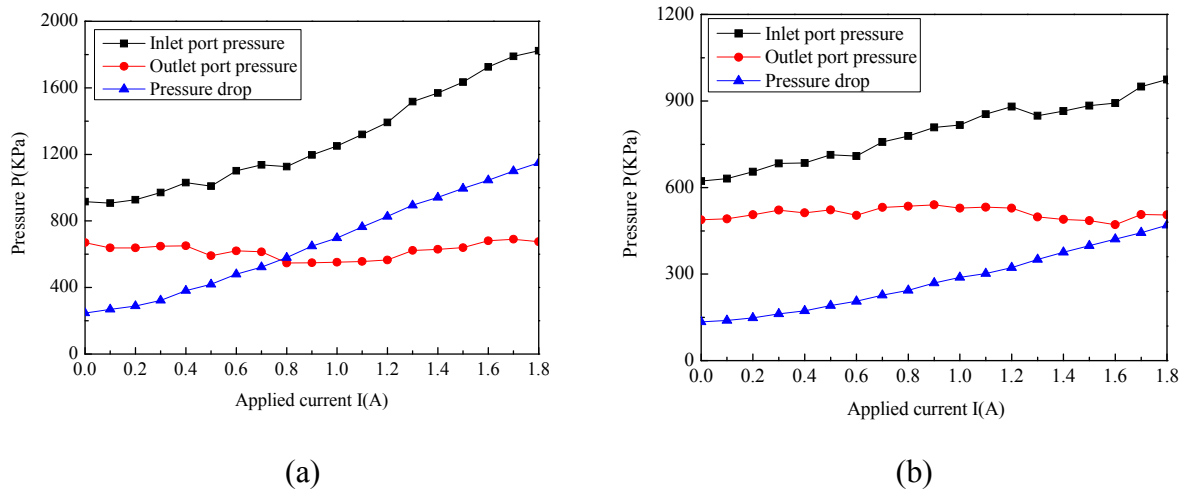 2000
1600
1200
800
400
0
Pressure P(KPa)
Inlet port pressure
Outlet port pressure
Pressure drop
0.0 0.2 0.4 0.6 0.8 1.0 1.2 1.4 1.6 1.8
Applied current I(A)
(a)
1200
900
600
300
0
Pressure P(KPa)
Inlet port pressure
Outlet port pressure
Pressure drop
0.0 0.2 0.4 0.6 0.8 1.0 1.2 1.4 1.6 1.8
Applied current I(A)
(b)